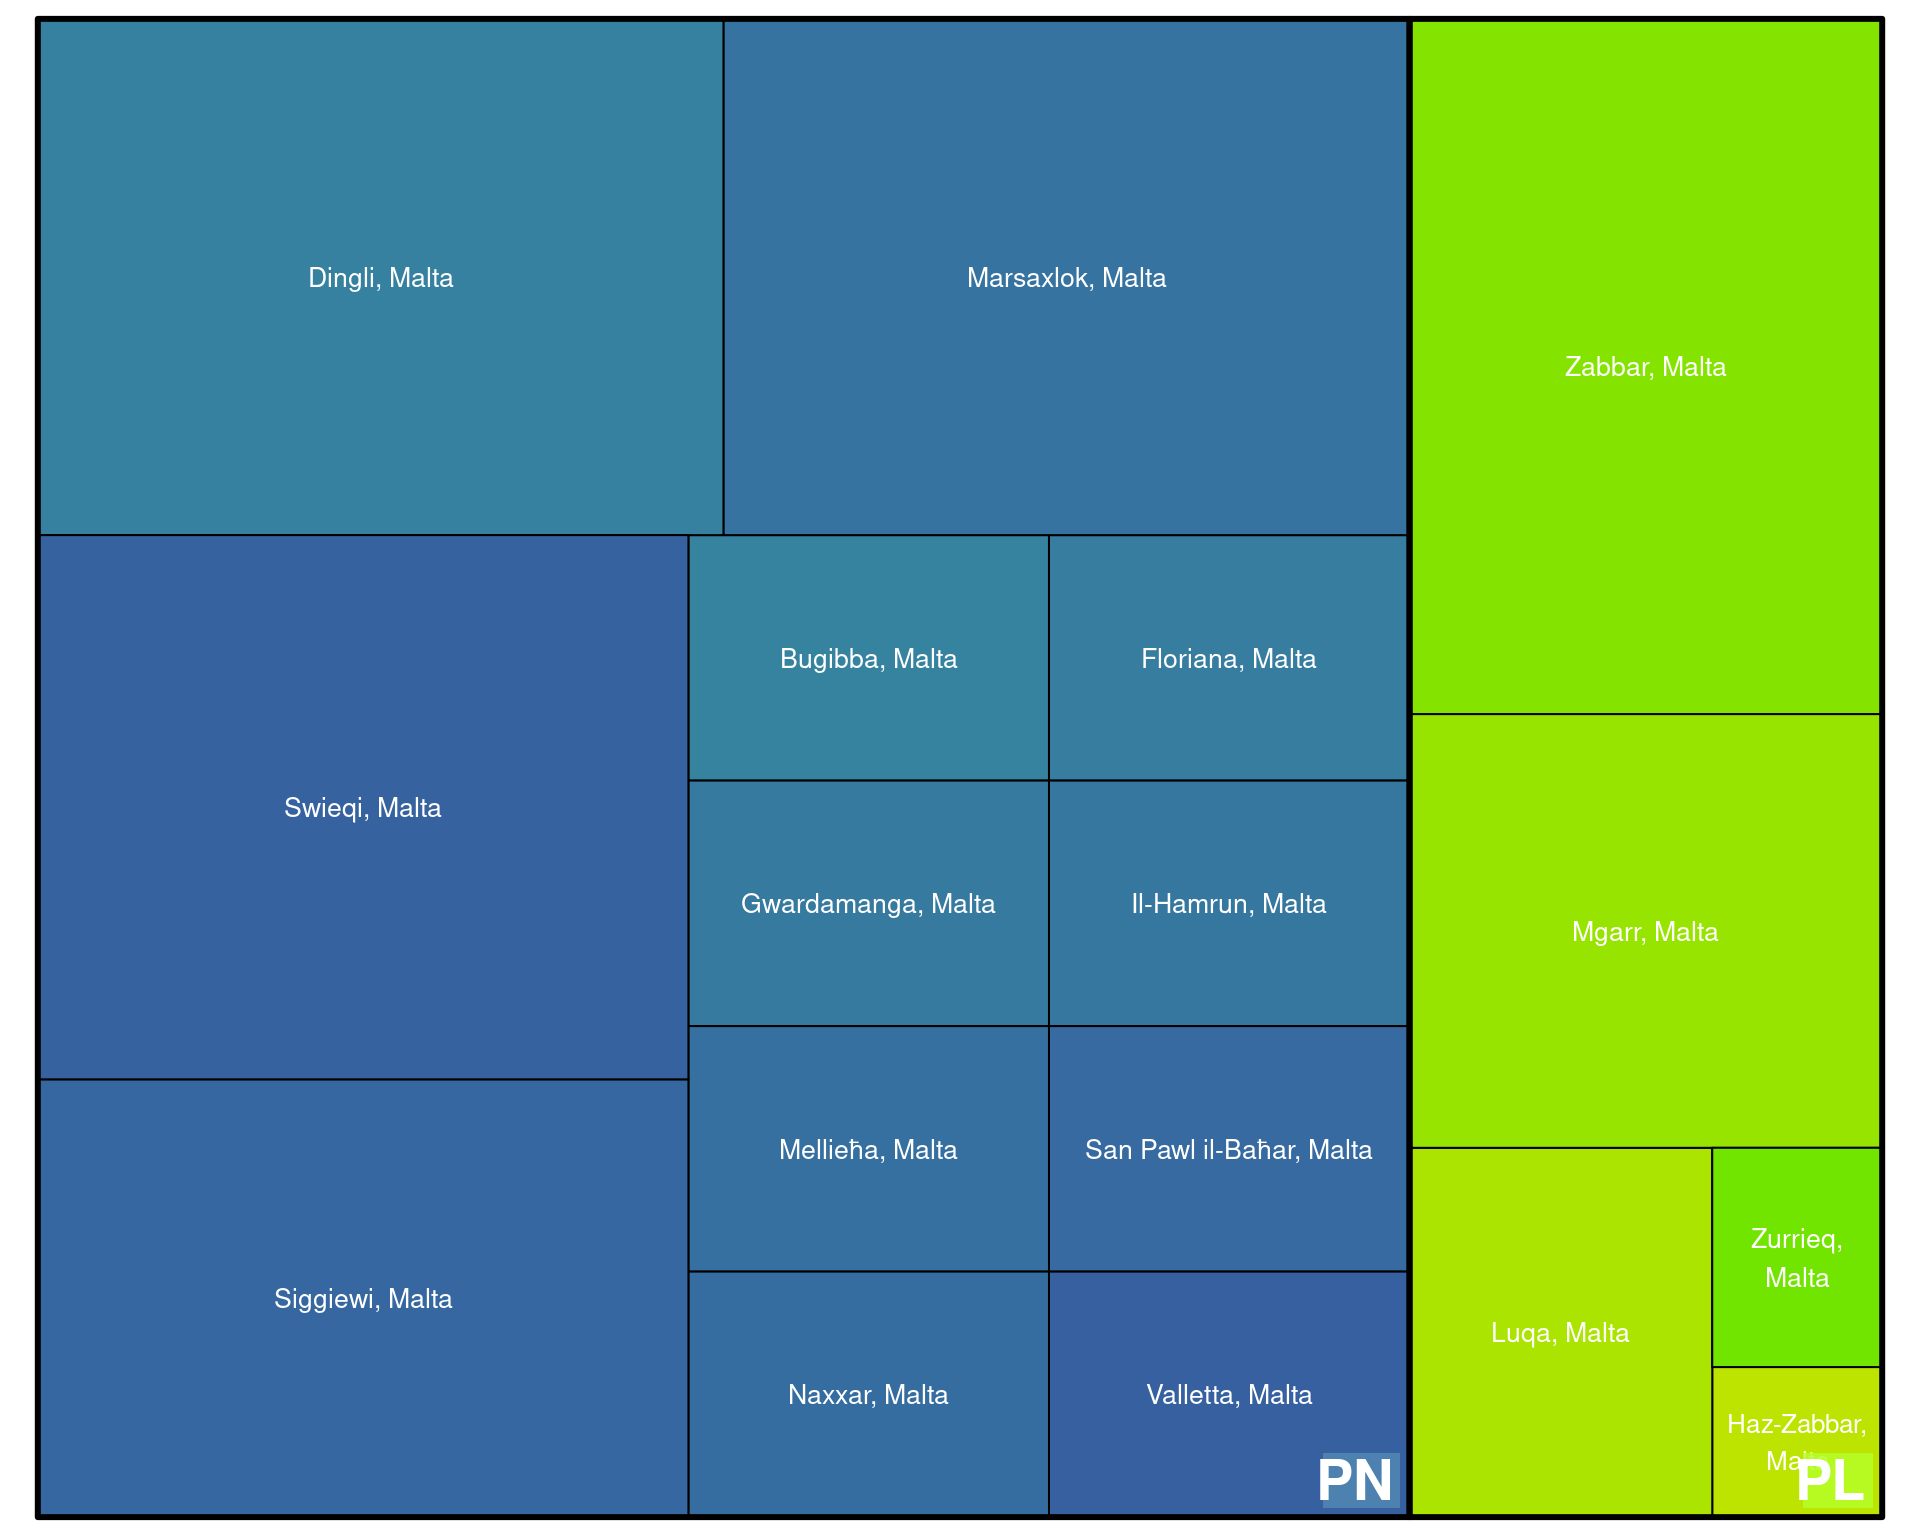 Dingli, Malta
Marsaxlok, Malta
Zabbar, Malta
Swieqi, Malta
Bugibba, Malta
Floriana, Malta
Gwardamanga, Malta
Il-Hamrun, Malta
Mgarr, Malta
Siggiewi, Malta
Mellieħa, Malta
San Pawl il-Baħar, Malta
Naxxar, Malta
Valletta, Malta
PN
Luqa, Malta
Zurrieq,
Malta
Haz-Zabbar,
Malta
PL